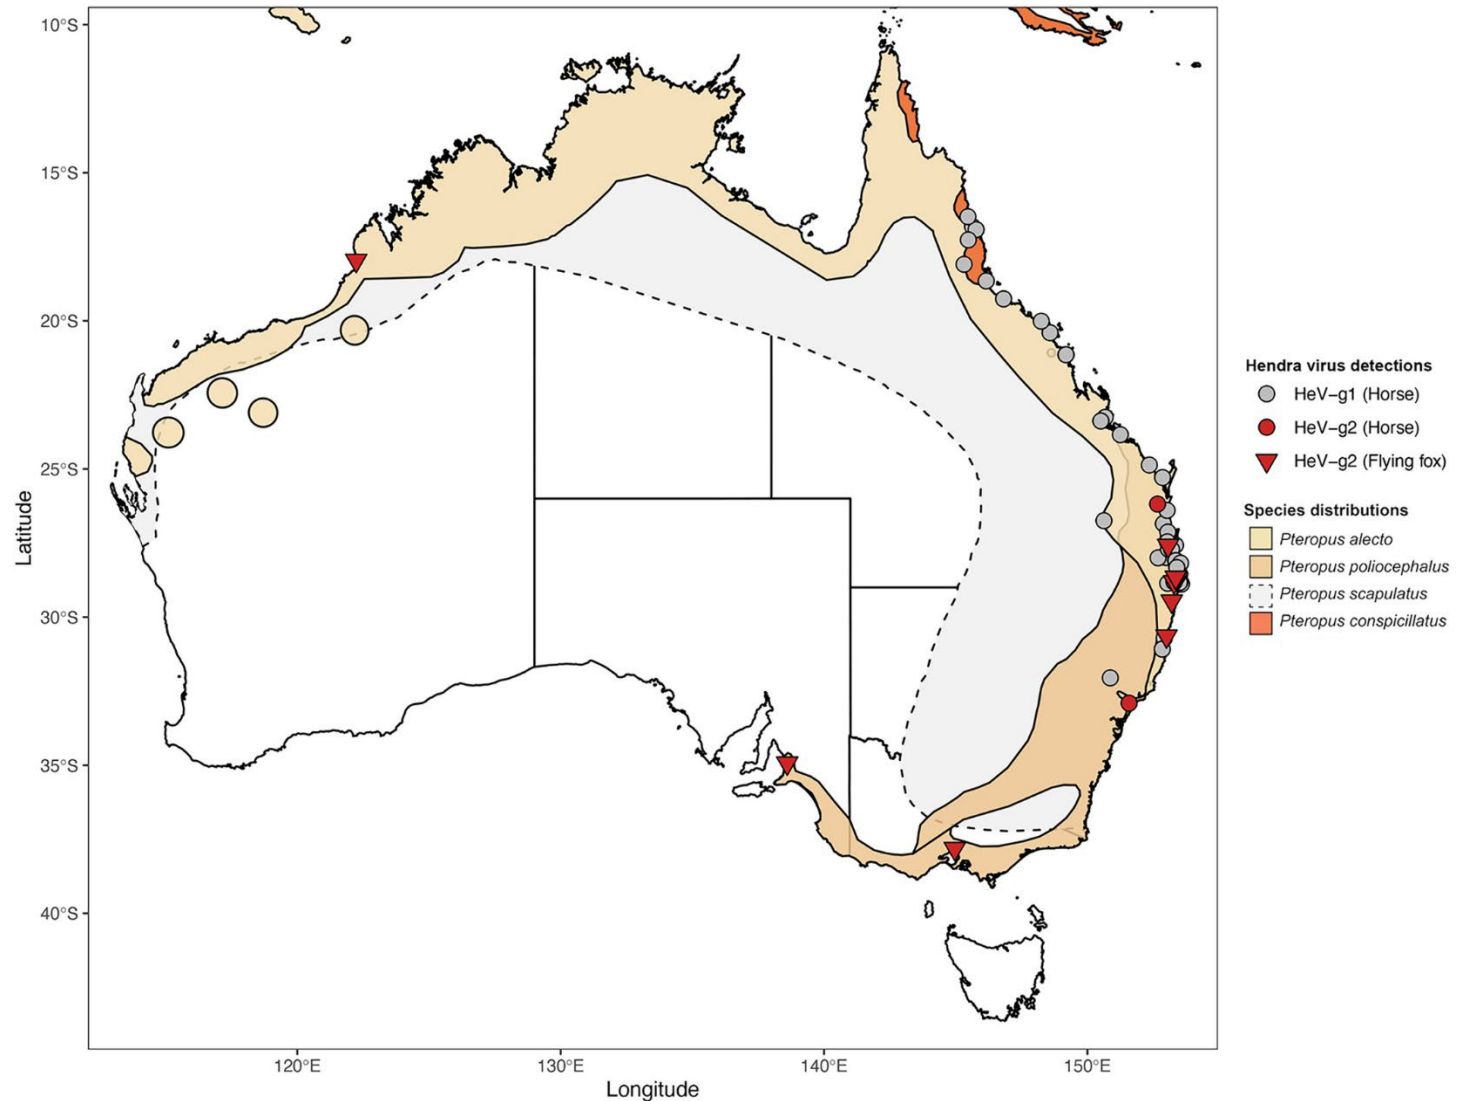 10°S
15°S
20°S
25°S
30°S
35°S
40°S
Latitude
120°E
130°E
140°E
150°E
Longitude
Hendra virus detections
HeV−g1 (Horse)
HeV−g2 (Horse)
HeV−g2 (Flying fox)
Species distributions
Pteropus alecto
Pteropus poliocephalus
Pteropus scapulatus
Pteropus conspicillatus